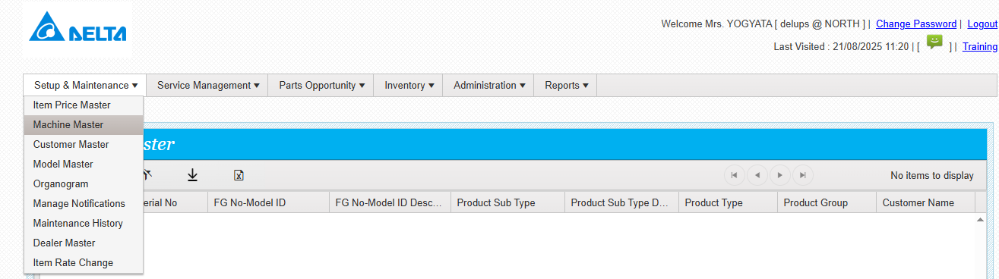 DELTA
Welcome Mrs. YOGYATA [ delups @ NORTH ] | Change Password | Logout
Last Visited : 21/08/2025 11:20 | [ ] | Training
Setup & Maintenance Service Management Parts Opportunity Inventory Administration Reports
Item Price Master
Machine Master
Customer Master
Model Master
Organogram
Manage Notifications
Maintenance History
Dealer Master
Item Rate Change
ster
No items to display
erial No FG No-Model ID FG No-Model ID Desc... Product Sub Type Product Sub Type D... Product Type Product Group Customer Name